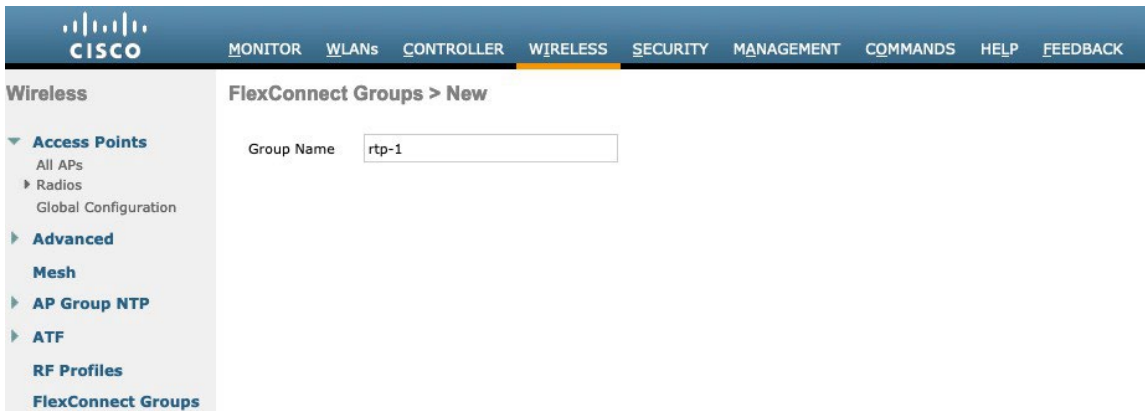 CISCO
MONITOR WLANs CONTROLLER WIRELESS SECURITY MANAGEMENT COMMANDS HELP FEEDBACK
Wireless
Access Points
All APs
Radios
Global Configuration
Advanced
Mesh
AP Group NTP
ATF
RF Profiles
FlexConnect Groups
FlexConnect Groups > New
Group Name rtp-1